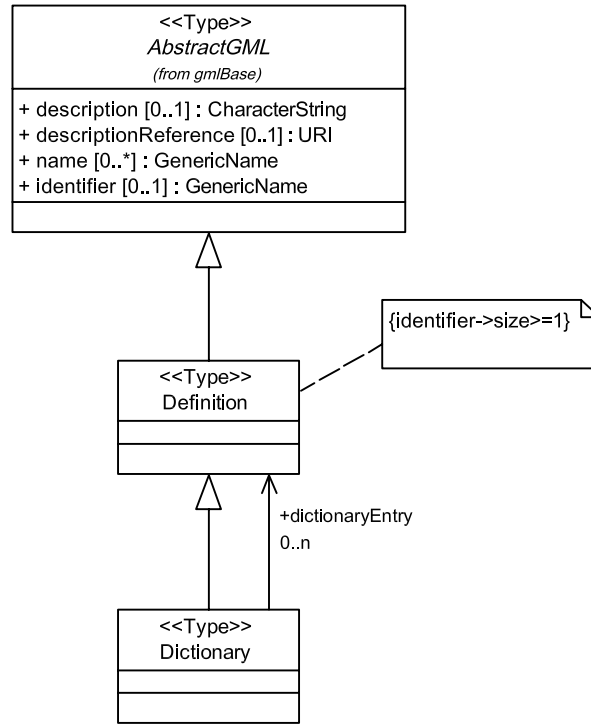 <<Type>>
AbstractGML
(from gmlBase)
+ description [0..1] : CharacterString
+ descriptionReference [0..1] : URI
+ name [0..*] : GenericName
+ identifier [0..1] : GenericName
{identifier->size>=1}
<<Type>>
Definition
+dictionaryEntry
0..n
<<Type>>
Dictionary